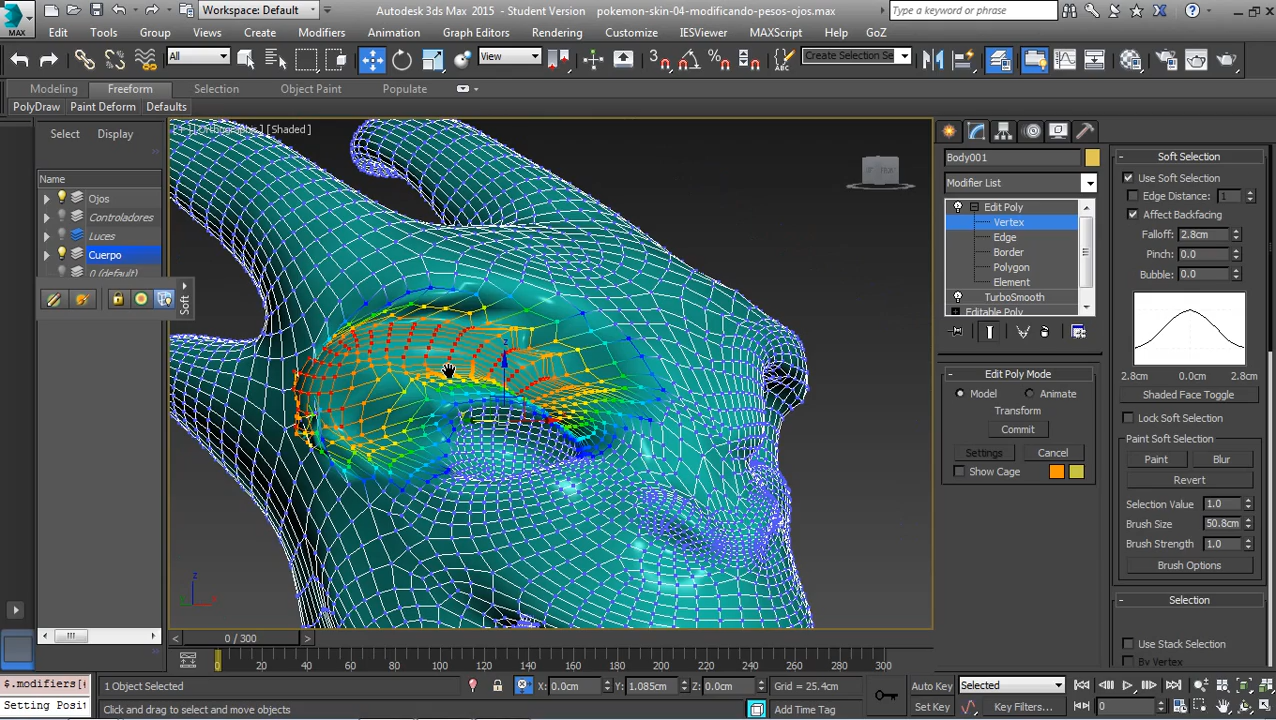 Workspace: Default
Autodesk 3ds Max 2015 - Student Version
pokemon-skin-04-modificando-pesos-ojos.max
Type a keyword or phrase
MAX
Edit
Tools
Group
Views
Create
Modifiers
Animation
Graph Editors
Rendering
Customize
IESViewer
MAXScript
Help
GoZ
All
View
Create Selection Se
Modeling
Freeform
Selection
Object Paint
Populate
PolyDraw
Paint Deform
Defaults
Select
Display
[Shaded]
Name
Ojos
Controladores
Luces
Cuerpo
0 (default)
Soft
Body001
Modifier List
Edit Poly
Vertex
Edge
Border
Polygon
Element
TurboSmooth
Editable Poly
Edit Poly Mode
Model
Animate
Transform
Commit
Settings
Cancel
Show Cage
Soft Selection
Use Soft Selection
Edge Distance: 1
Affect Backfacing
Falloff: 2.8cm
Pinch: 0.0
Bubble: 0.0
2.8cm 0.0cm 2.8cm
Shaded Face Toggle
Lock Soft Selection
Paint Soft Selection
Paint
Blur
Revert
Selection Value 1.0
Brush Size 50.8cm
Brush Strength 1.0
Brush Options
Selection
Use Stack Selection
By Vertex
z
z
0 / 300
0 20 40 60 80 100 120 140 160 180 200 220 240 260 280 300
$.modifiers[
Setting Posit
1 Object Selected
Click and drag to select and move objects
X: 0.0cm
Y: 1.085cm
Z: 0.0cm
Grid = 25.4cm
Add Time Tag
Auto Key
Selected
Set Key
Key Filters...
0